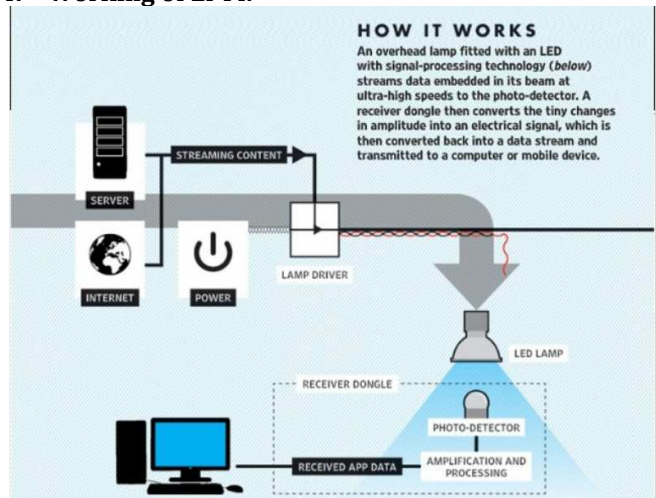 HOW IT WORKS
An overhead lamp fitted with an LED
with signal-processing technology (below)
streams data embedded in its beam at
ultra-high speeds to the photo-detector. A
receiver dongle then converts the tiny changes
in amplitude into an electrical signal, which is
then converted back into a data stream and
transmitted to a computer or mobile device.
STREAMING CONTENT
SERVER
INTERNET
POWER
LAMP DRIVER
LED LAMP
RECEIVER DONGLE
PHOTO-DETECTOR
RECEIVED APP DATA
AMPLIFICATION AND
PROCESSING